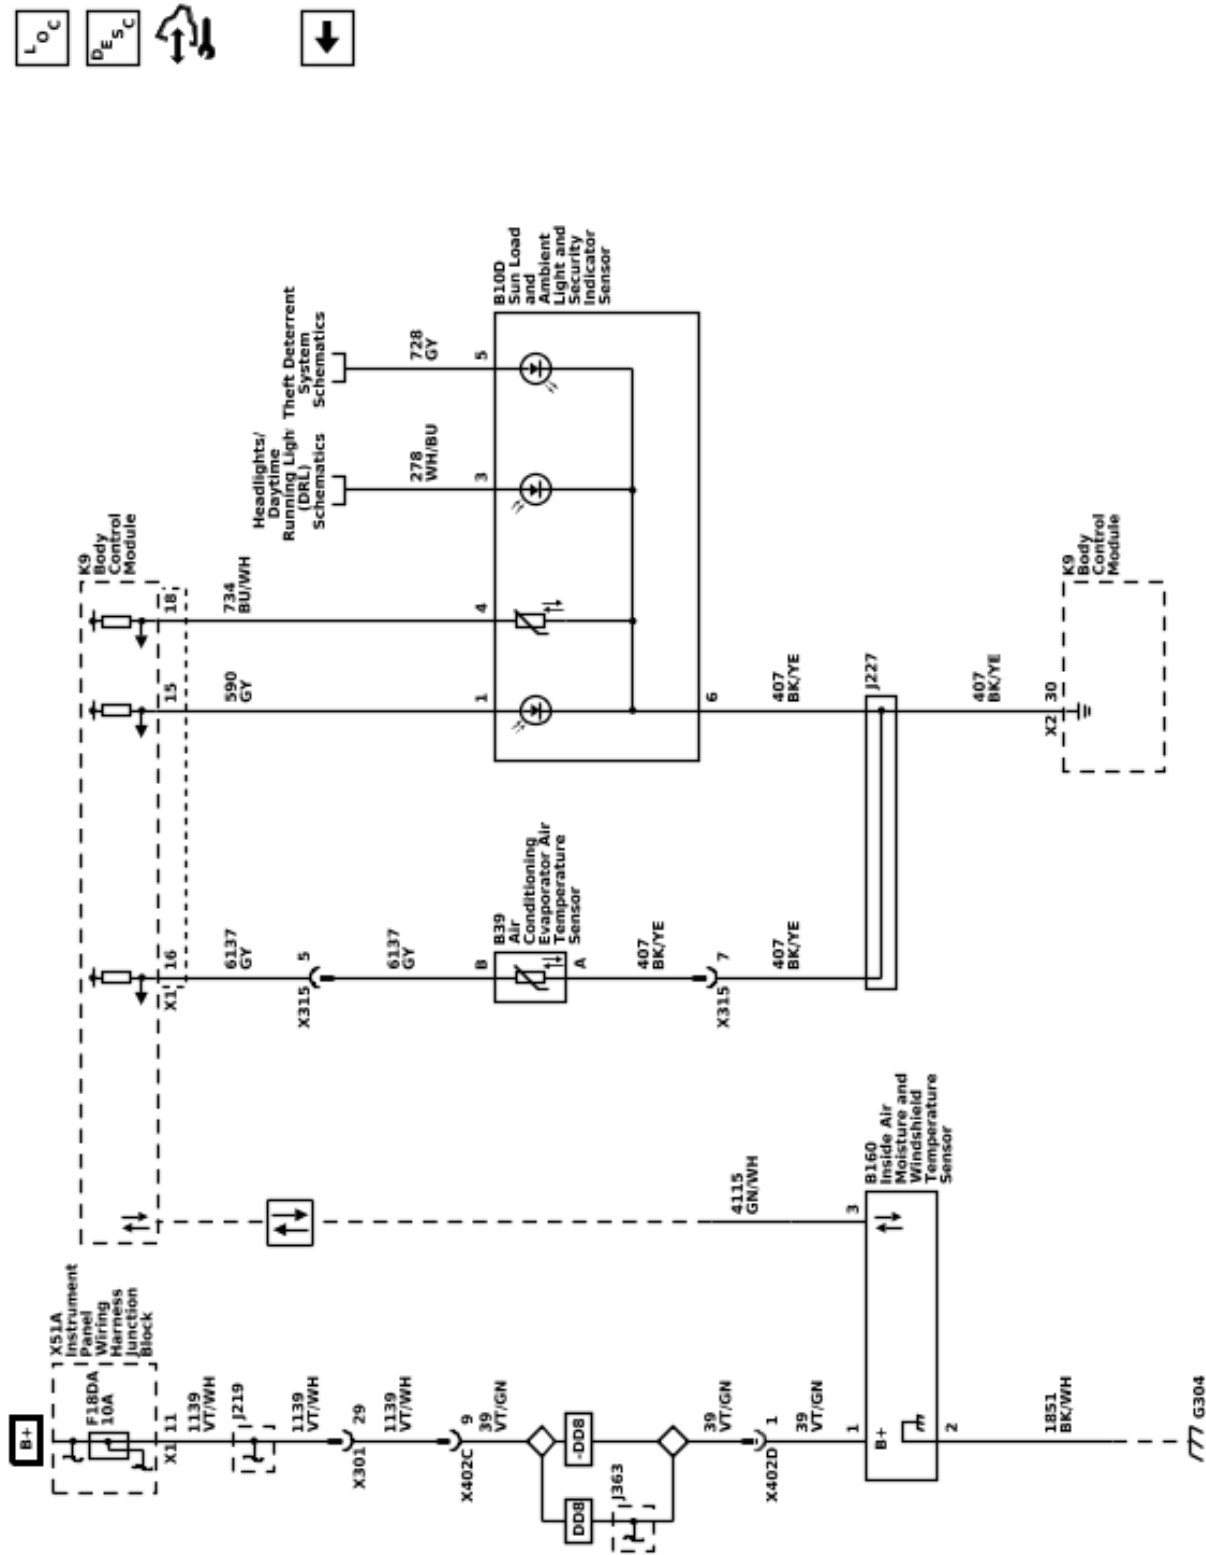 LOC
DESC
B+
X51A
Instrument
Panel
Wiring
Harness
Junction
Block
F18DA
10A
X1 11
1139
VT/WH
J219
1139
VT/WH
X301 29
1139
VT/WH
X402C 9
39
VT/GN
DD8
-DD8
J363
39
VT/GN
X402D 1
39
VT/GN
1
B+
B160
Inside Air
Moisture and
Windshield
Temperature
Sensor
3
4115
GN/WH
2
1851
BK/WH
G304
K9
Body
Control
Module
X1 16
6137
GY
X315 5
6137
GY
B
B39
Air
Conditioning
Evaporator Air
Temperature
Sensor
A
407
BK/YE
X315 7
407
BK/YE
J227
15
590
GY
1
18
734
BU/WH
4
Headlights/
Daytime
Running Ligh
(DRL)
Schematics
278
WH/BU
3
Theft Deterrent
System
Schematics
728
GY
5
B10D
Sun Load
and
Ambient
Light and
Security
Indicator
Sensor
6
407
BK/YE
407
BK/YE
X2 30
K9
Body
Control
Module